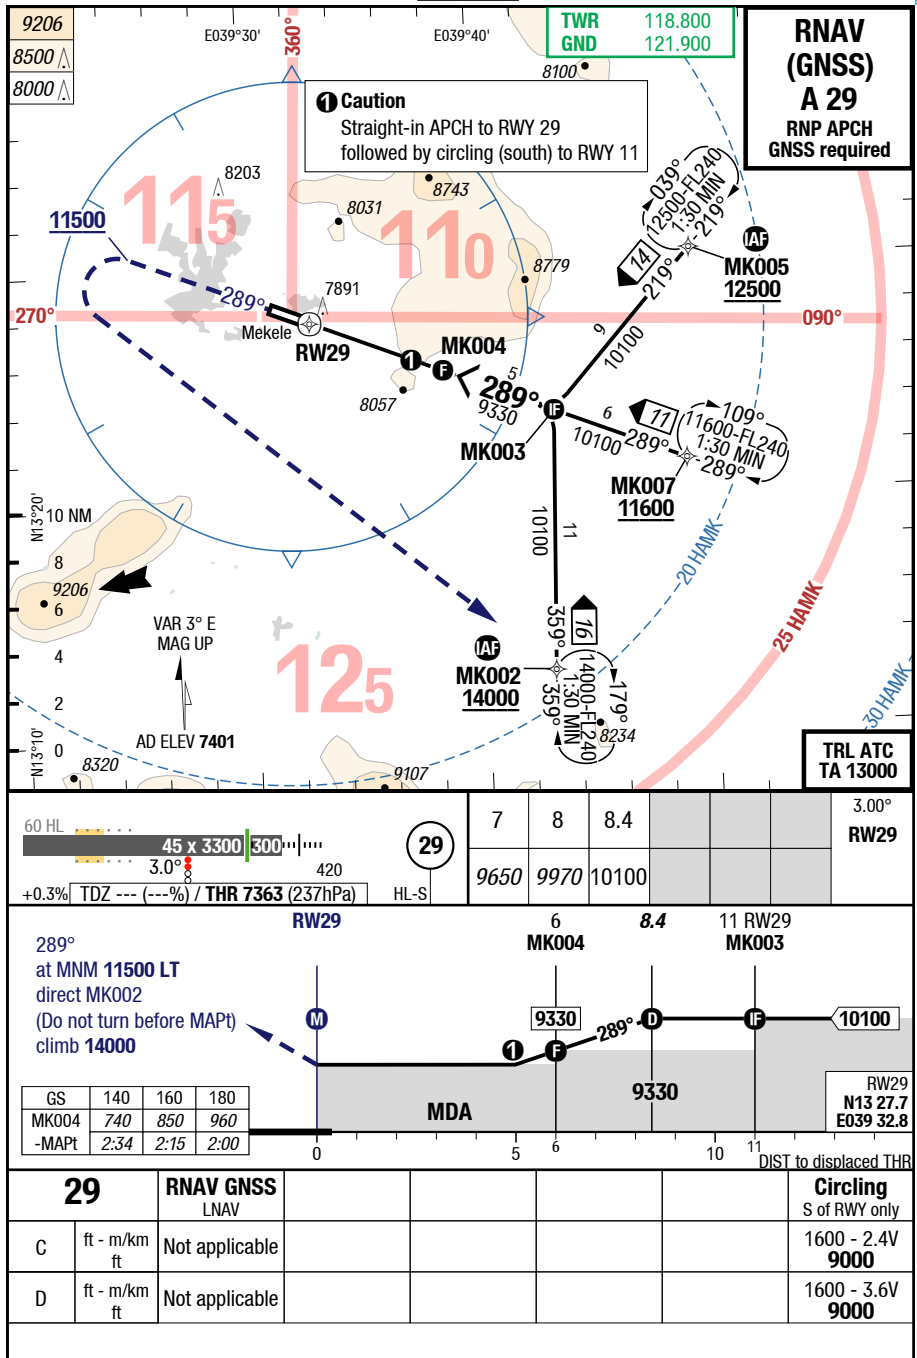 9206
8500
8000
E039°30'
360°
E039°40'
TWR 118.800
GND 121.900
8100
RNAV
(GNSS)
A 29
RNP APCH
GNSS required
1 Caution
Straight-in APCH to RWY 29
followed by circling (south) to RWY 11
8203
8743
8031
11500
115
110
8779
039°
12500-FL240
1:30 MIN
219°
14
219°
IAF
MK005
12500
270°
289°
7891
Mekele
RW29
090°
9
10100
1
F
MK004
8057
5
289°
9330
IF
MK003
6
10100
289°
11
109°
11600-FL240
1:30 MIN
289°
MK007
11600
N13°20'
10 NM
8
6
4
2
0
N13°10'
9206
11
10100
20 HAMK
25 HAMK
30 HAMK
VAR 3° E
MAG UP
AD ELEV 7401
125
IAF
MK002
14000
359°
16
359°
14000-FL240
1:30 MIN
179°
8234
8320
9107
TRL ATC
TA 13000
60 HL
45 x 3300 300
3.0°
420
+0.3% TDZ --- (---%) / THR 7363 (237hPa)
29
HL-S
7 8 8.4
9650 9970 10100
3.00°
RW29
RW29
6
MK004
8.4
11 RW29
MK003
289°
at MNM 11500 LT
direct MK002
(Do not turn before MAPt)
climb 14000
M
1
F
9330
289°
D
IF
10100
9330
MDA
RW29
N13 27.7
E039 32.8
GS 140 160 180
MK004 740 850 960
-MAPt 2:34 2:15 2:00
0 5 6 10 11
DIST to displaced THR
29
RNAV GNSS
LNAV
Circling
S of RWY only
C
ft - m/km
ft
Not applicable
1600 - 2.4V
9000
D
ft - m/km
ft
Not applicable
1600 - 3.6V
9000